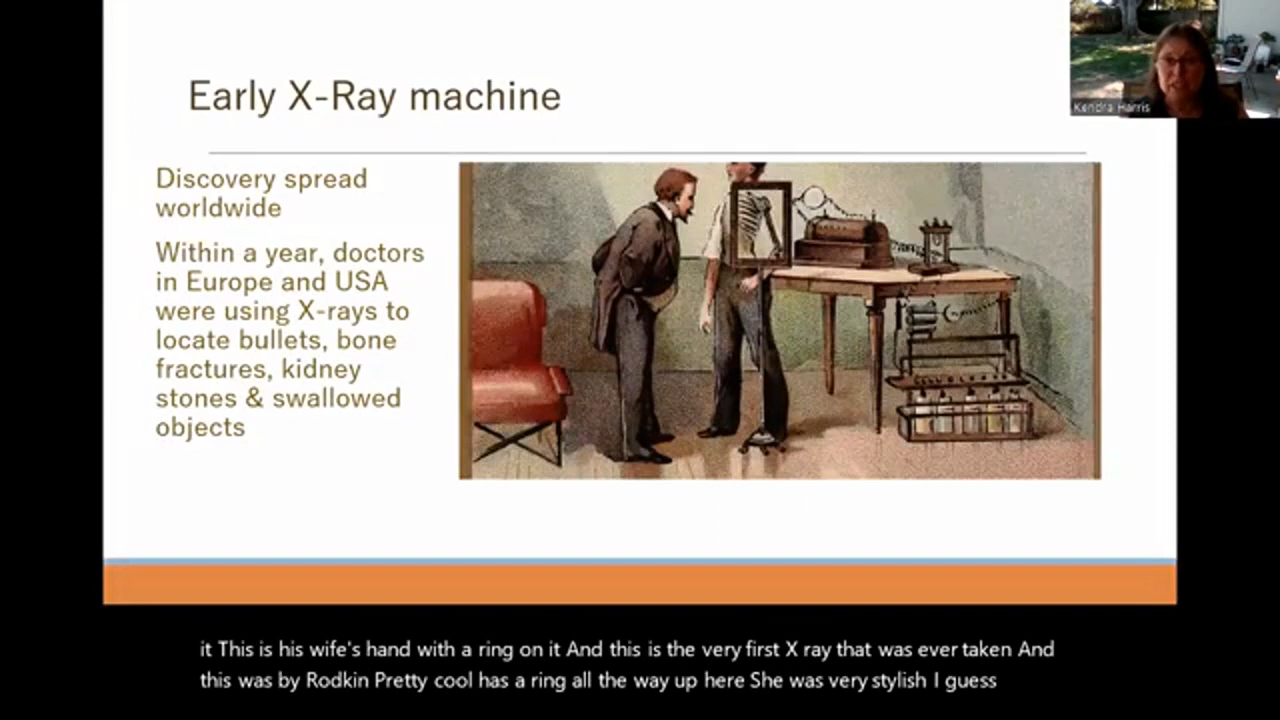 Early X-Ray machine
Kendra Harris
Discovery spread
worldwide
Within a year, doctors
in Europe and USA
were using X-rays to
locate bullets, bone
fractures, kidney
stones & swallowed
objects
it This is his wife's hand with a ring on it And this is the very first X ray that was ever taken And
this was by Rodkin Pretty cool has a ring all the way up here She was very stylish I guess